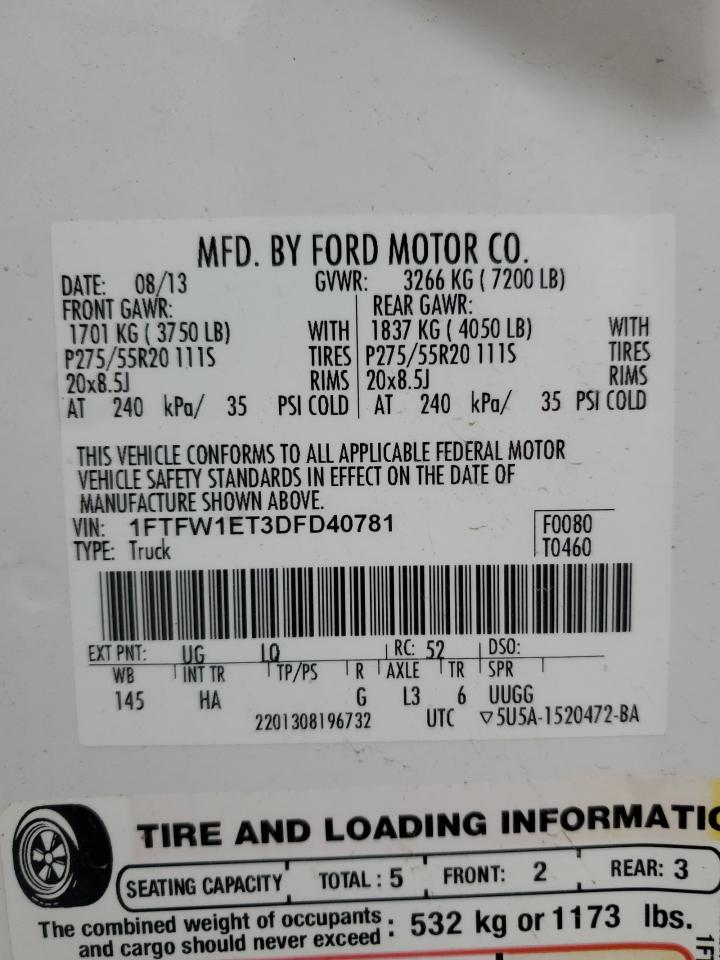 MFD. BY FORD MOTOR CO.
DATE: 08/13 GVWR: 3266 KG ( 7200 LB)
FRONT GAWR: REAR GAWR:
1701 KG ( 3750 LB) WITH 1837 KG ( 4050 LB) WITH
P275/55R20 111S TIRES P275/55R20 111S TIRES
20x8.5J RIMS 20x8.5J RIMS
AT 240 kPa/ 35 PSI COLD AT 240 kPa/ 35 PSI COLD
THIS VEHICLE CONFORMS TO ALL APPLICABLE FEDERAL MOTOR
VEHICLE SAFETY STANDARDS IN EFFECT ON THE DATE OF
MANUFACTURE SHOWN ABOVE.
VIN: 1FTFW1ET3DFD40781 F0080
TYPE: Truck T0460
EXT PNT: UG LQ RC: 52 DSO:
WB INT TR TP/PS R AXLE TR SPR
145 HA G L3 6 UUGG
2201308196732 UTC ▽5U5A-1520472-BA
TIRE AND LOADING INFORMATIO
SEATING CAPACITY TOTAL : 5 FRONT: 2 REAR: 3
The combined weight of occupants : 532 kg or 1173 lbs.
and cargo should never exceed
1F